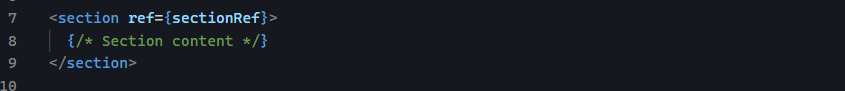 7 <section ref={sectionRef}>
8 {/* Section content */}
9 </section>
10